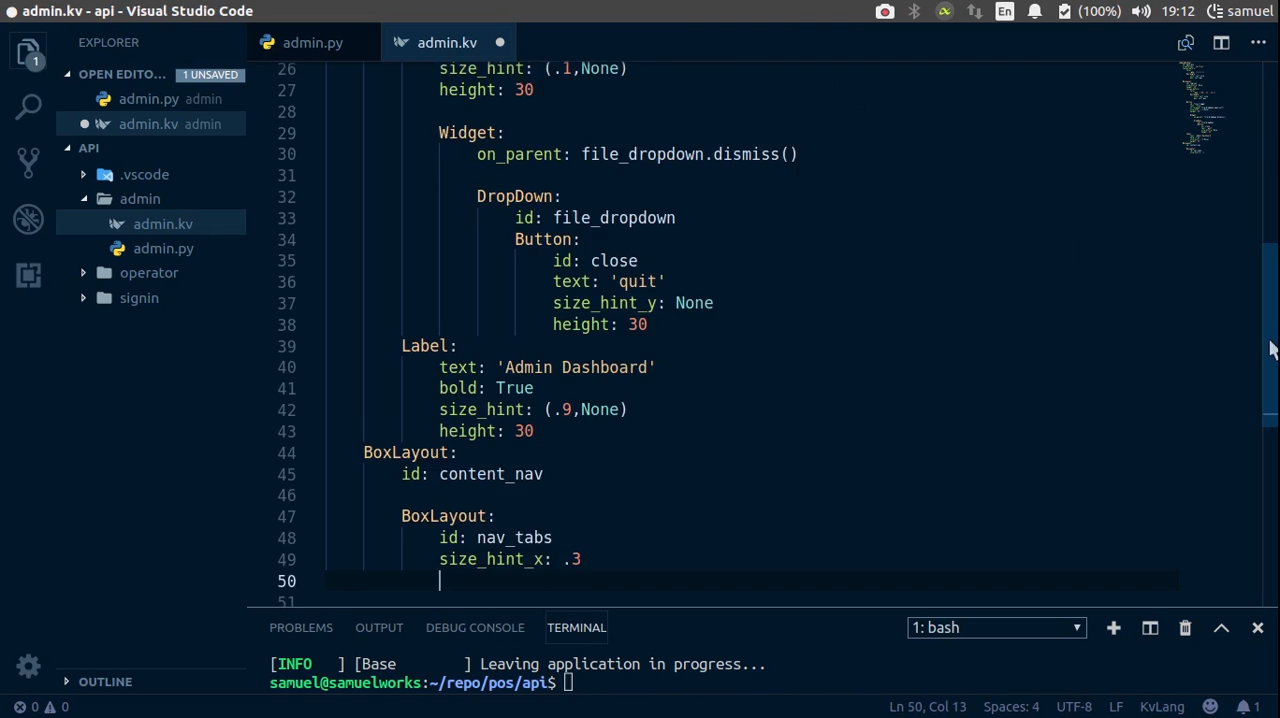 admin.kv - api - Visual Studio Code
En
(100%)
19:12
samuel
EXPLORER
OPEN EDITO... 1 UNSAVED
admin.py admin
admin.kv admin
API
.vscode
admin
admin.kv
admin.py
operator
signin
OUTLINE
1
admin.py
admin.kv
26 size_hint: (.1,None)
27 height: 30
28
29 Widget:
30 on_parent: file_dropdown.dismiss()
31
32 DropDown:
33 id: file_dropdown
34 Button:
35 id: close
36 text: 'quit'
37 size_hint_y: None
38 height: 30
39 Label:
40 text: 'Admin Dashboard'
41 bold: True
42 size_hint: (.9,None)
43 height: 30
44 BoxLayout:
45 id: content_nav
46
47 BoxLayout:
48 id: nav_tabs
49 size_hint_x: .3
50
51
PROBLEMS OUTPUT DEBUG CONSOLE TERMINAL 1: bash
[INFO ] [Base ] Leaving application in progress...
samuel@samuelworks:~/repo/pos/api$
0 0 Ln 50, Col 13 Spaces: 4 UTF-8 LF KvLang 1